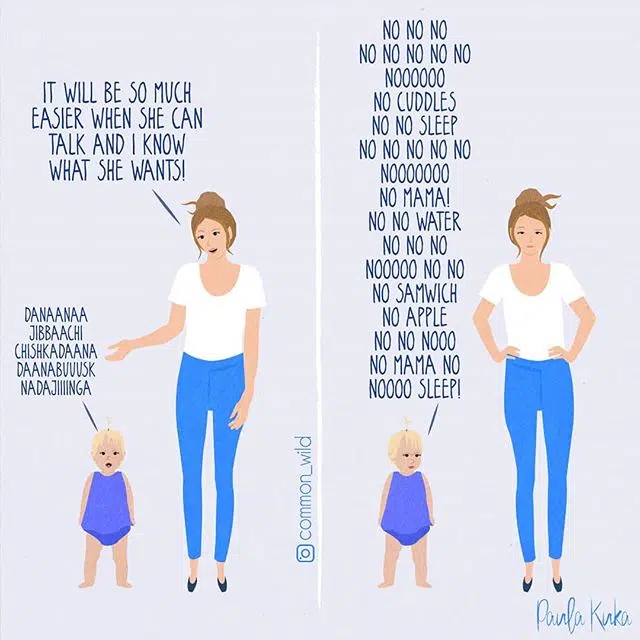 IT WILL BE SO MUCH
EASIER WHEN SHE CAN
TALK AND I KNOW
WHAT SHE WANTS!
DANAANAA
JIBBAACHI
CHISHKADAANA
DAANABUUUSK
NADAJIIIINGA
@common_wild
NO NO NO
NO NO NO NO NO
NOOOOOO
NO CUDDLES
NO NO SLEEP
NO NO NO NO NO
NOOOOOOO
NO MAMA!
NO NO WATER
NO NO NO
NOOOOO NO NO
NO SAMWICH
NO APPLE
NO NO NOOO
NO MAMA NO
NOOOO SLEEP!
Paula Kuka